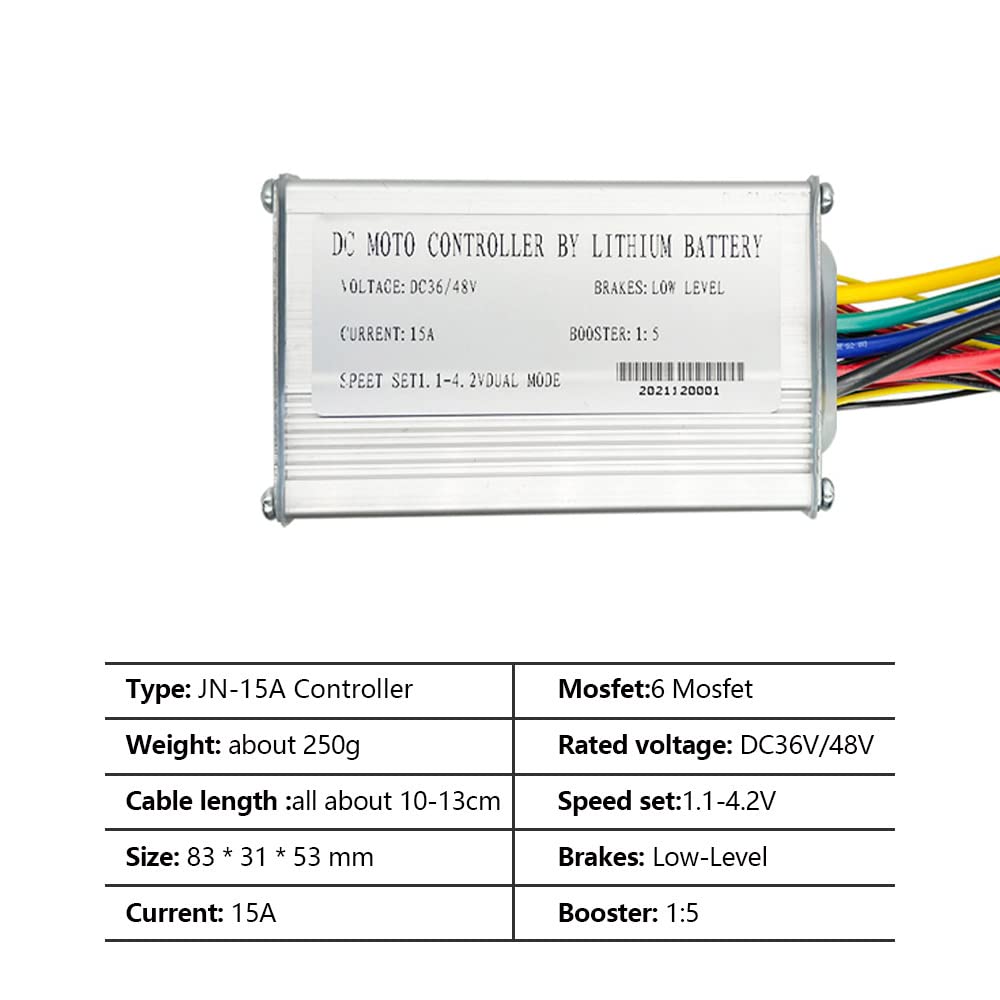 DC MOTO CONTROLLER BY LITHIUM BATTERY
VOLTAGE: DC36/48V BRAKES: LOW LEVEL
CURRENT: 15A BOOSTER: 1: 5
SPEET SET1.1-4.2VDUAL MODE
2021120001
Type: JN-15A Controller Mosfet:6 Mosfet
Weight: about 250g Rated voltage: DC36V/48V
Cable length :all about 10-13cm Speed set:1.1-4.2V
Size: 83 * 31 * 53 mm Brakes: Low-Level
Current: 15A Booster: 1:5